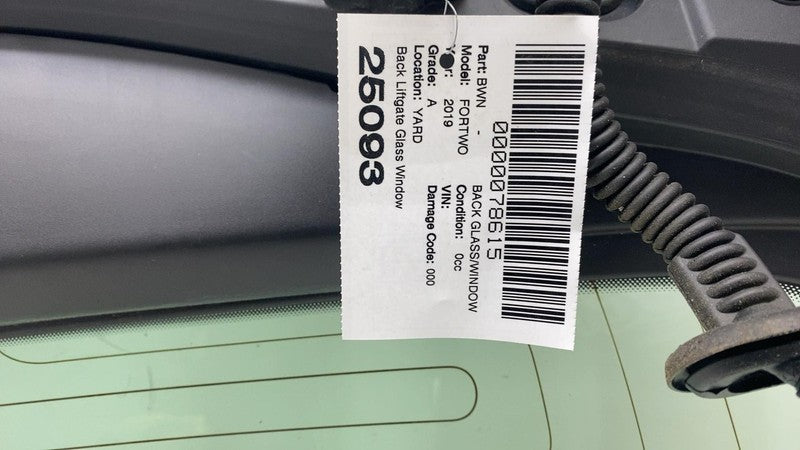 0000078615
Part: BWN - BACK GLASS/WINDOW
Model: FORTWO Condition: 0cc
Year: 2019 VIN:
Grade: A Damage Code: 000
Location: YARD
25093
Back Liftgate Glass Window